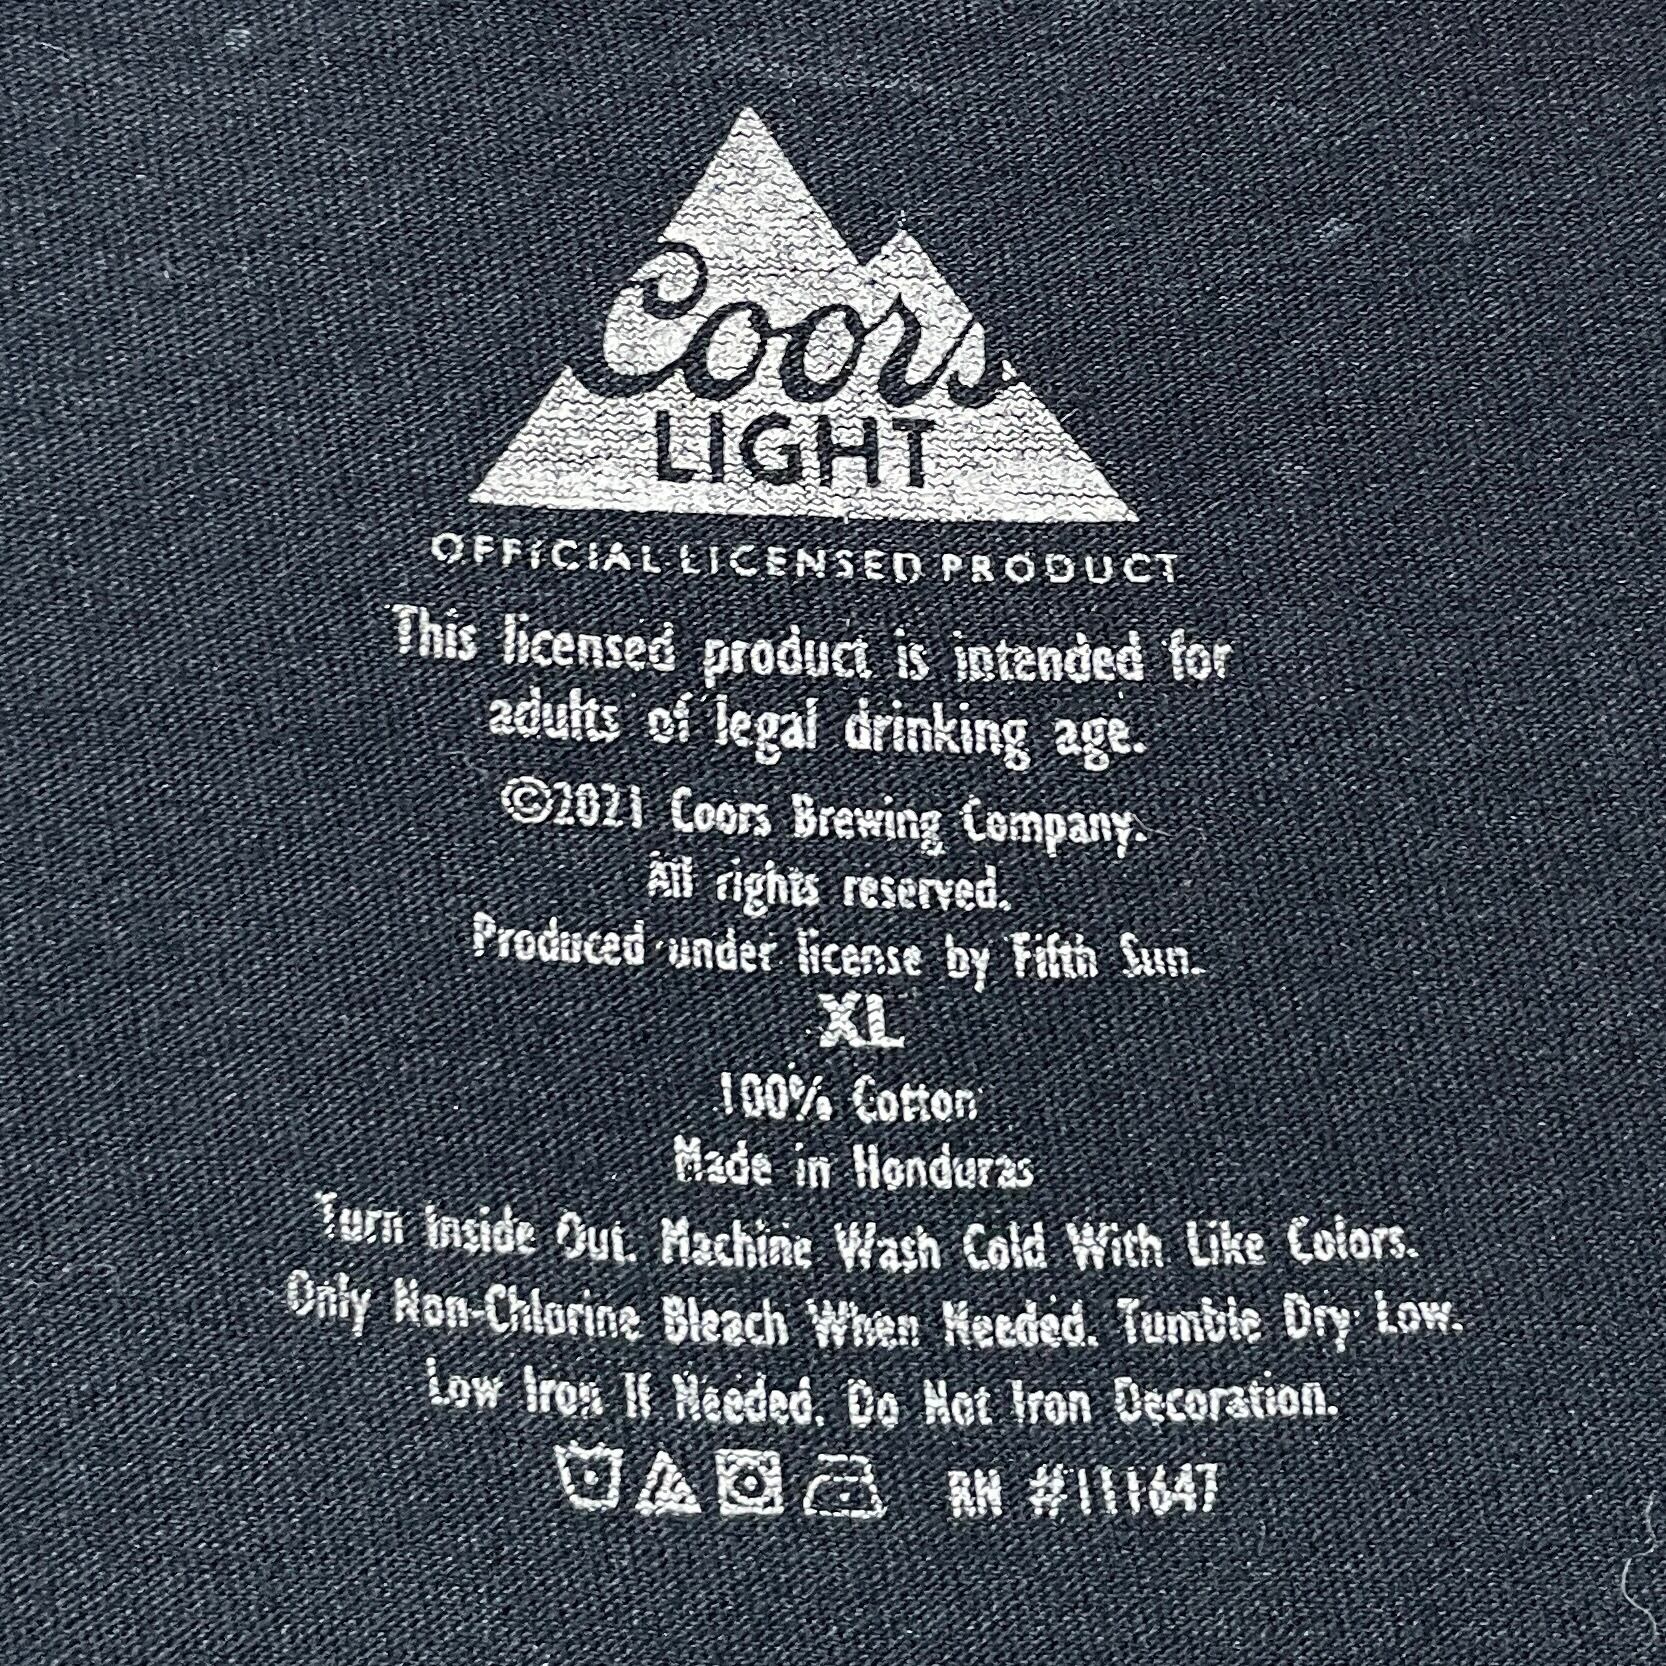 Coors
LIGHT
OFFICIAL LICENSED PRODUCT
This licensed product is intended for
adults of legal drinking age.
©2021 Coors Brewing Company.
All rights reserved.
Produced under license by Fifth Sun.
XL
100% Cotton
Made in Honduras
Turn Inside Out. Machine Wash Cold With Like Colors.
Only Non-Chlorine Bleach When Needed. Tumble Dry Low.
Low Iron If Needed. Do Not Iron Decoration.
RN #111647